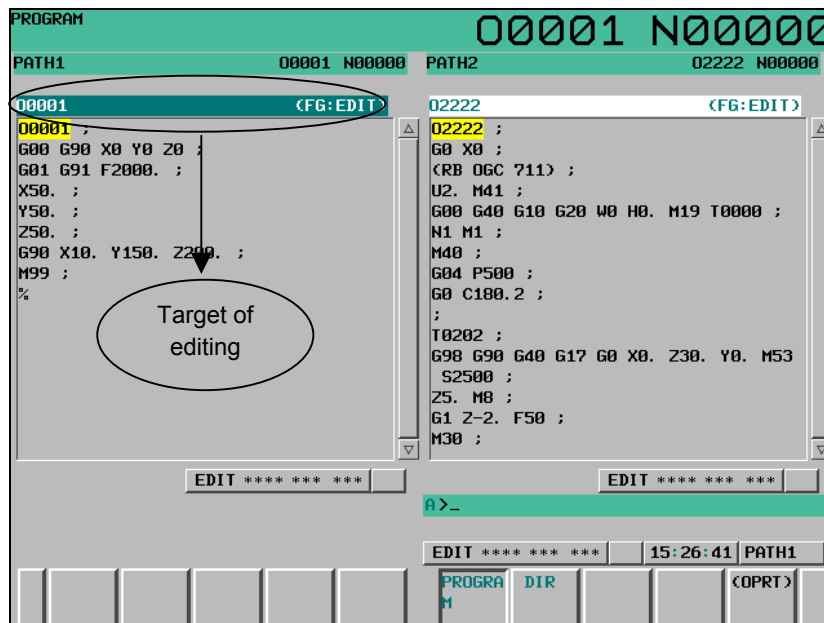 PROGRAM
O0001 N00000
PATH1 O0001 N00000
PATH2 O2222 N00000
O0001 (FG:EDIT)
O0001 ;
G00 G90 X0 Y0 Z0 ;
G01 G91 F2000. ;
X50. ;
Y50. ;
Z50. ;
G90 X10. Y150. Z200. ;
M99 ;
%
Target of
editing
EDIT **** *** ***
O2222 (FG:EDIT)
O2222 ;
G0 X0 ;
(RB OGC 711) ;
U2. M41 ;
G00 G40 G10 G20 W0 H0. M19 T0000 ;
N1 M1 ;
M40 ;
G04 P500 ;
G0 C180.2 ;
;
T0202 ;
G98 G90 G40 G17 G0 X0. Z30. Y0. M53
S2500 ;
Z5. M8 ;
G1 Z-2. F50 ;
M30 ;
EDIT **** *** ***
A>_
EDIT **** *** *** 15:26:41 PATH1
PROGRA DIR (OPRT)
M